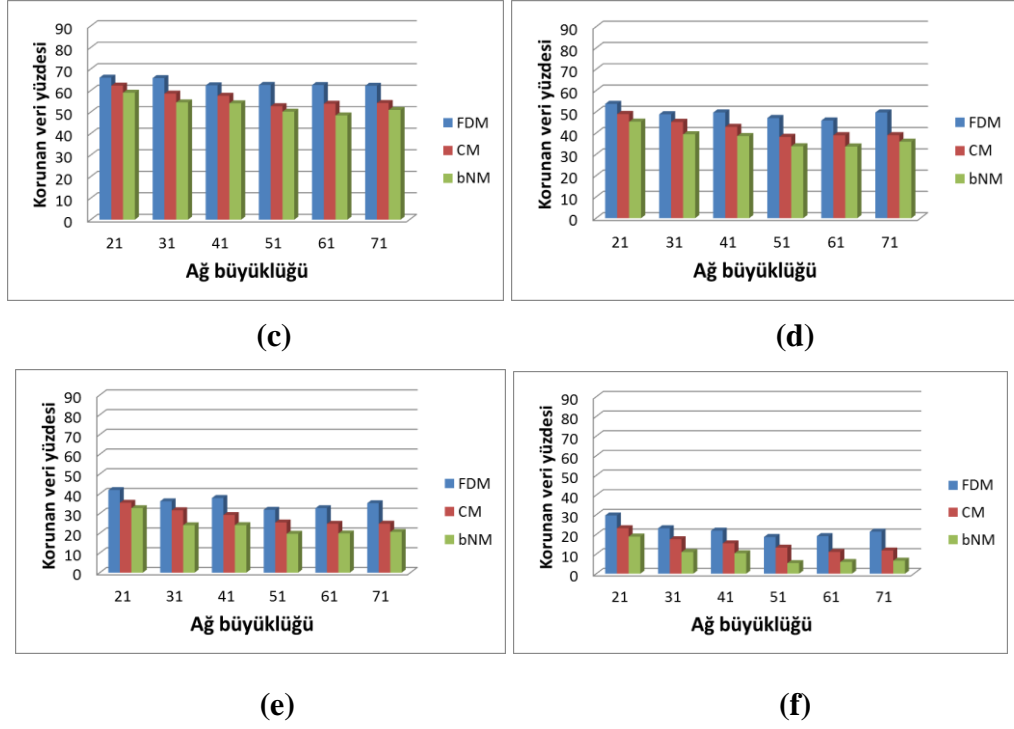 90
80
70
60
50
40
30
20
10
0
Korunan veri yüzdesi
21 31 41 51 61 71
Ağ büyüklüğü
FDM
CM
bNM
(c)
90
80
70
60
50
40
30
20
10
0
Korunan veri yüzdesi
21 31 41 51 61 71
Ağ büyüklüğü
FDM
CM
bNM
(d)
90
80
70
60
50
40
30
20
10
0
Korunan veri yüzdesi
21 31 41 51 61 71
Ağ büyüklüğü
FDM
CM
bNM
(e)
90
80
70
60
50
40
30
20
10
0
Korunan veri yüzdesi
21 31 41 51 61 71
Ağ büyüklüğü
FDM
CM
bNM
(f)